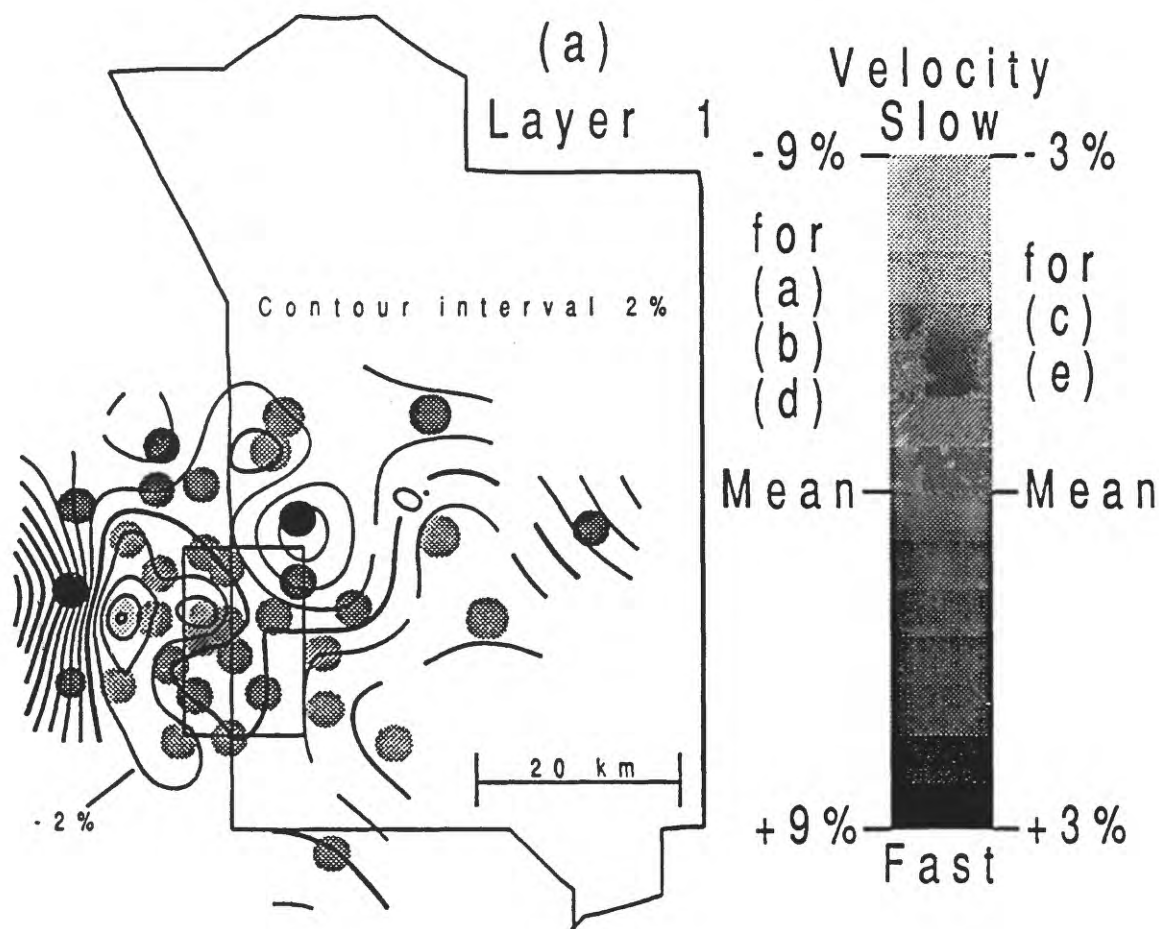 (a)
Layer 1
Contour interval 2%
0.
-2%
20 km
Velocity
Slow
-9%
-3%
for
(a)
(b)
(d)
for
(c)
(e)
Mean
Mean
+9%
+3%
Fast